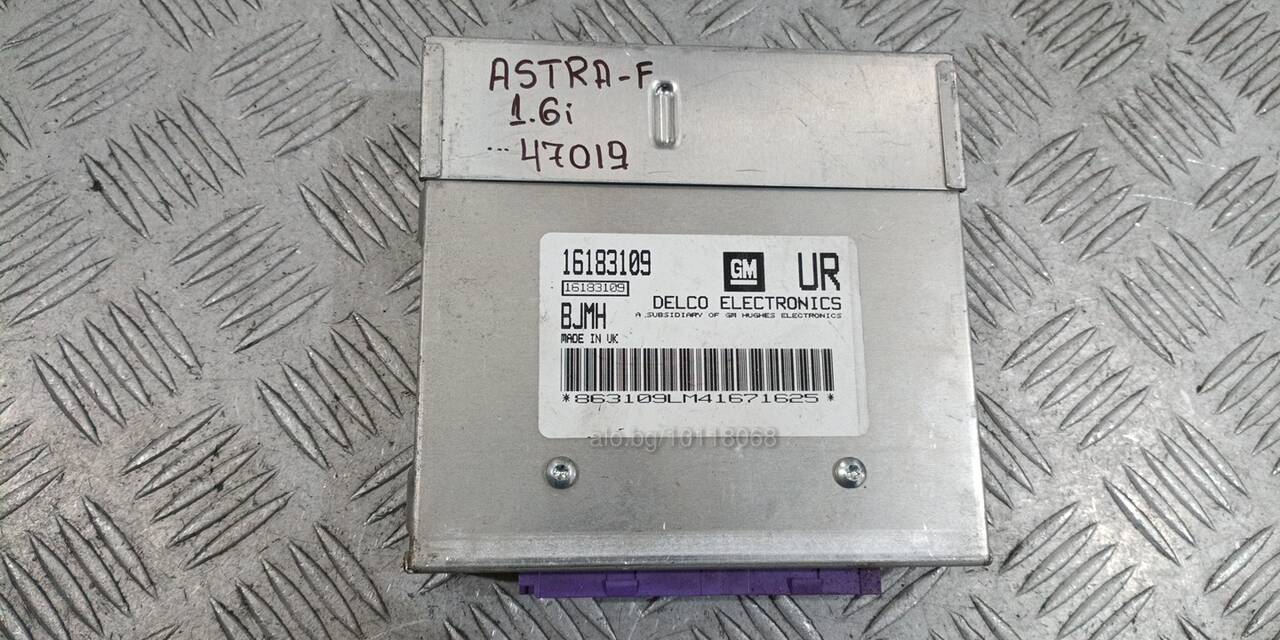 ASTRA-F
1.6i
...47019
16183109
GM
UR
16183109
DELCO ELECTRONICS
BJMH
A SUBSIDIARY OF GM HUGHES ELECTRONICS
MADE IN UK
*863109LM41671625*
alo.bg/10118068